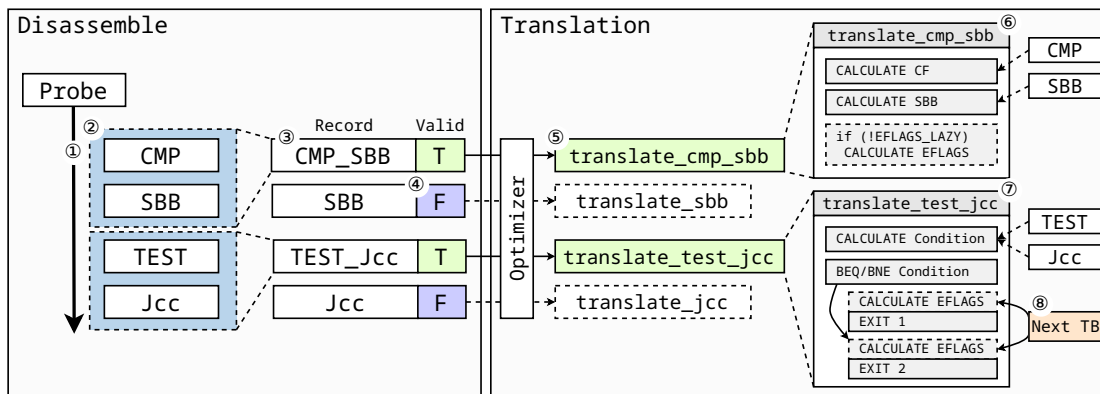 Disassemble
Probe
①
②
CMP
SBB
TEST
Jcc
Record Valid
③
CMP_SBB T
④
SBB F
TEST_Jcc T
Jcc F
Translation
Optimizer
⑤
translate_cmp_sbb
translate_sbb
translate_test_jcc
translate_jcc
⑥
translate_cmp_sbb
CALCULATE CF
CALCULATE SBB
if (!EFLAGS_LAZY)
CALCULATE EFLAGS
CMP
SBB
⑦
translate_test_jcc
CALCULATE Condition
BEQ/BNE Condition
CALCULATE EFLAGS
EXIT 1
CALCULATE EFLAGS
EXIT 2
TEST
Jcc
⑧
Next TB